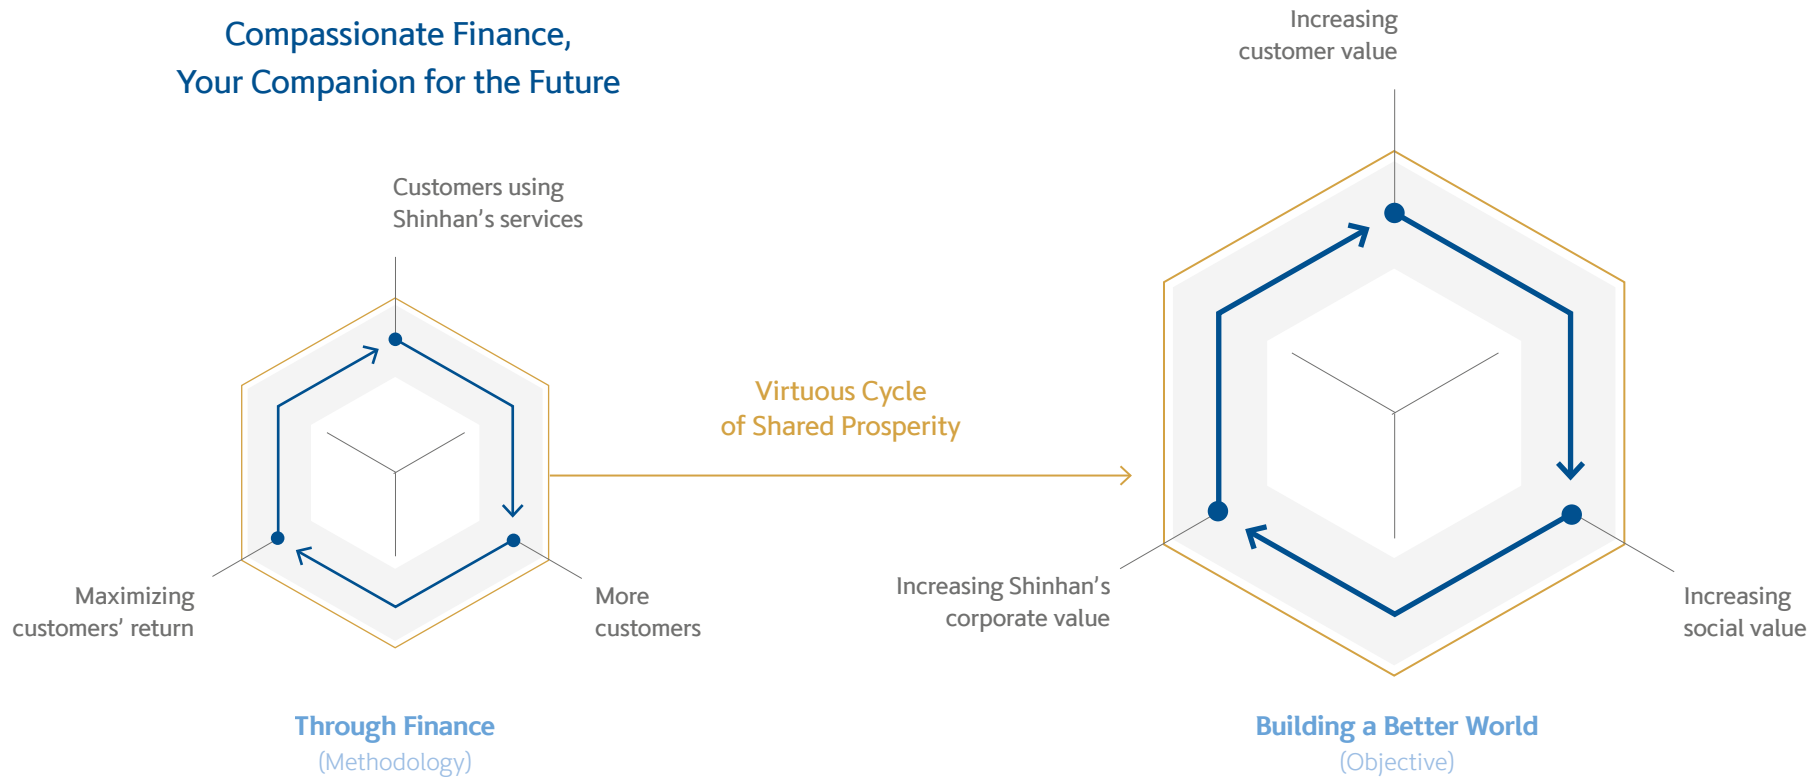 Compassionate Finance,
Your Companion for the Future
Customers using
Shinhan's services
Maximizing
customers' return
More
customers
Through Finance
(Methodology)
Virtuous Cycle
of Shared Prosperity
Increasing
customer value
Increasing Shinhan's
corporate value
Increasing
social value
Building a Better World
(Objective)